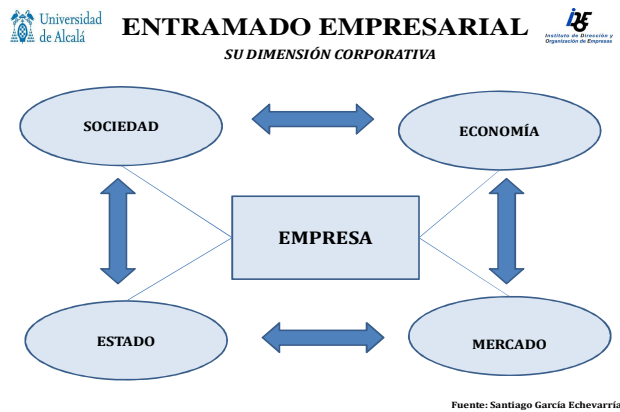 Universidad
de Alcalá
ENTRAMADO EMPRESARIAL
SU DIMENSIÓN CORPORATIVA
Instituto de Dirección y
Organización de Empresas
SOCIEDAD
ECONOMÍA
EMPRESA
ESTADO
MERCADO
Fuente: Santiago García Echevarría